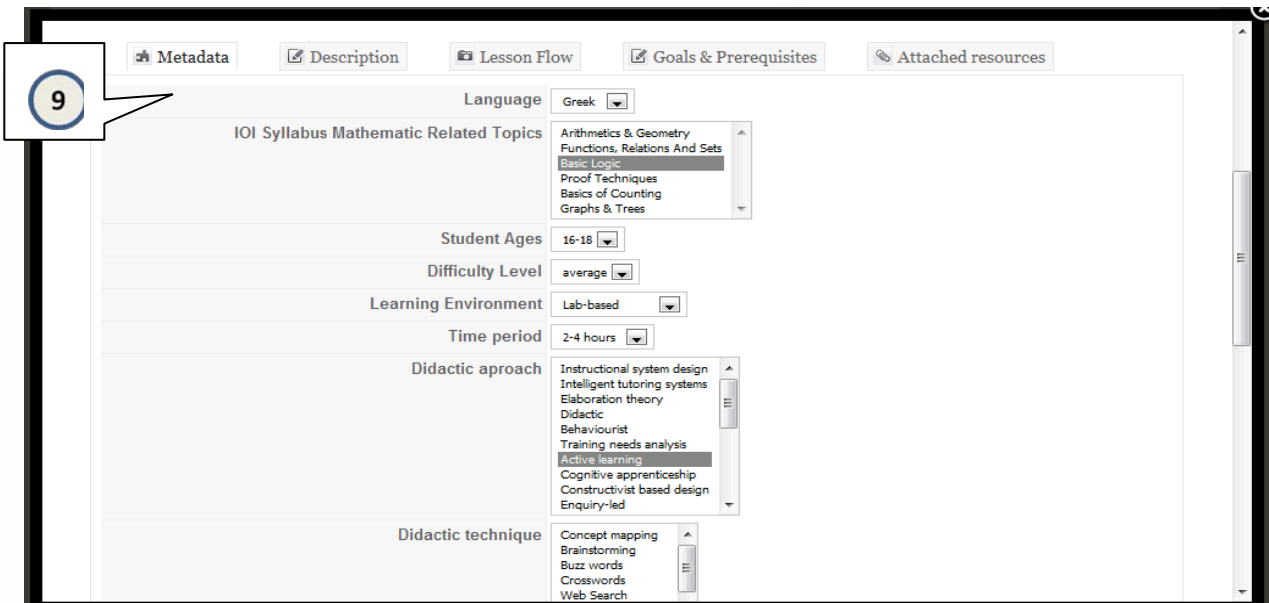 Metadata Description Lesson Flow Goals & Prerequisites Attached resources
9
Language Greek
IOI Syllabus Mathematic Related Topics
Arithmetics & Geometry
Functions, Relations And Sets
Basic Logic
Proof Techniques
Basics of Counting
Graphs & Trees
Student Ages 16-18
Difficulty Level average
Learning Environment Lab-based
Time period 2-4 hours
Didactic aproach
Instructional system design
Intelligent tutoring systems
Elaboration theory
Didactic
Behaviourist
Training needs analysis
Active learning
Cognitive apprenticeship
Constructivist based design
Enquiry-led
Didactic technique
Concept mapping
Brainstorming
Buzz words
Crosswords
Web Search